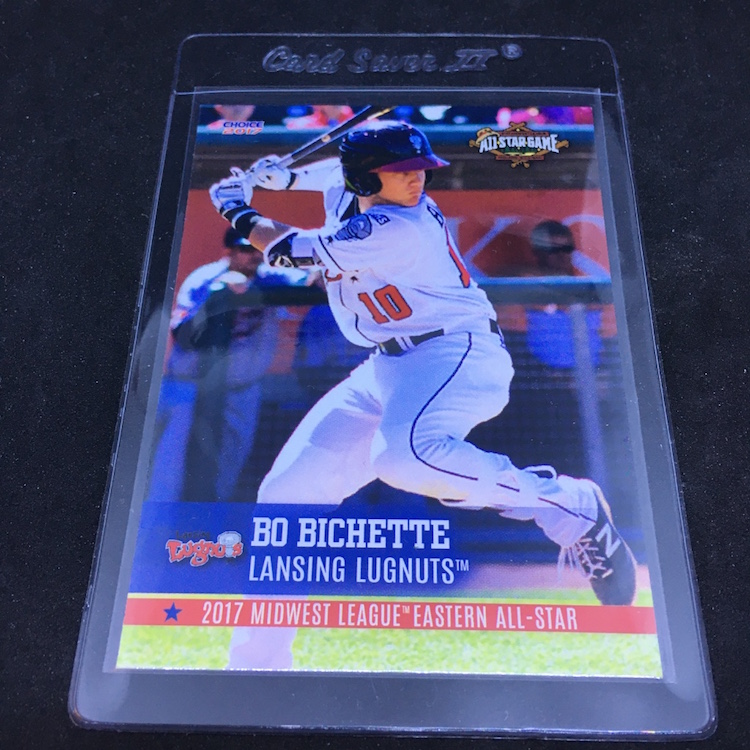 Card Saver II®
CHOICE
2017
ALL-STAR GAME
10
Lugnuts
BO BICHETTE
LANSING LUGNUTS™
N
★ 2017 MIDWEST LEAGUE™ EASTERN ALL-STAR